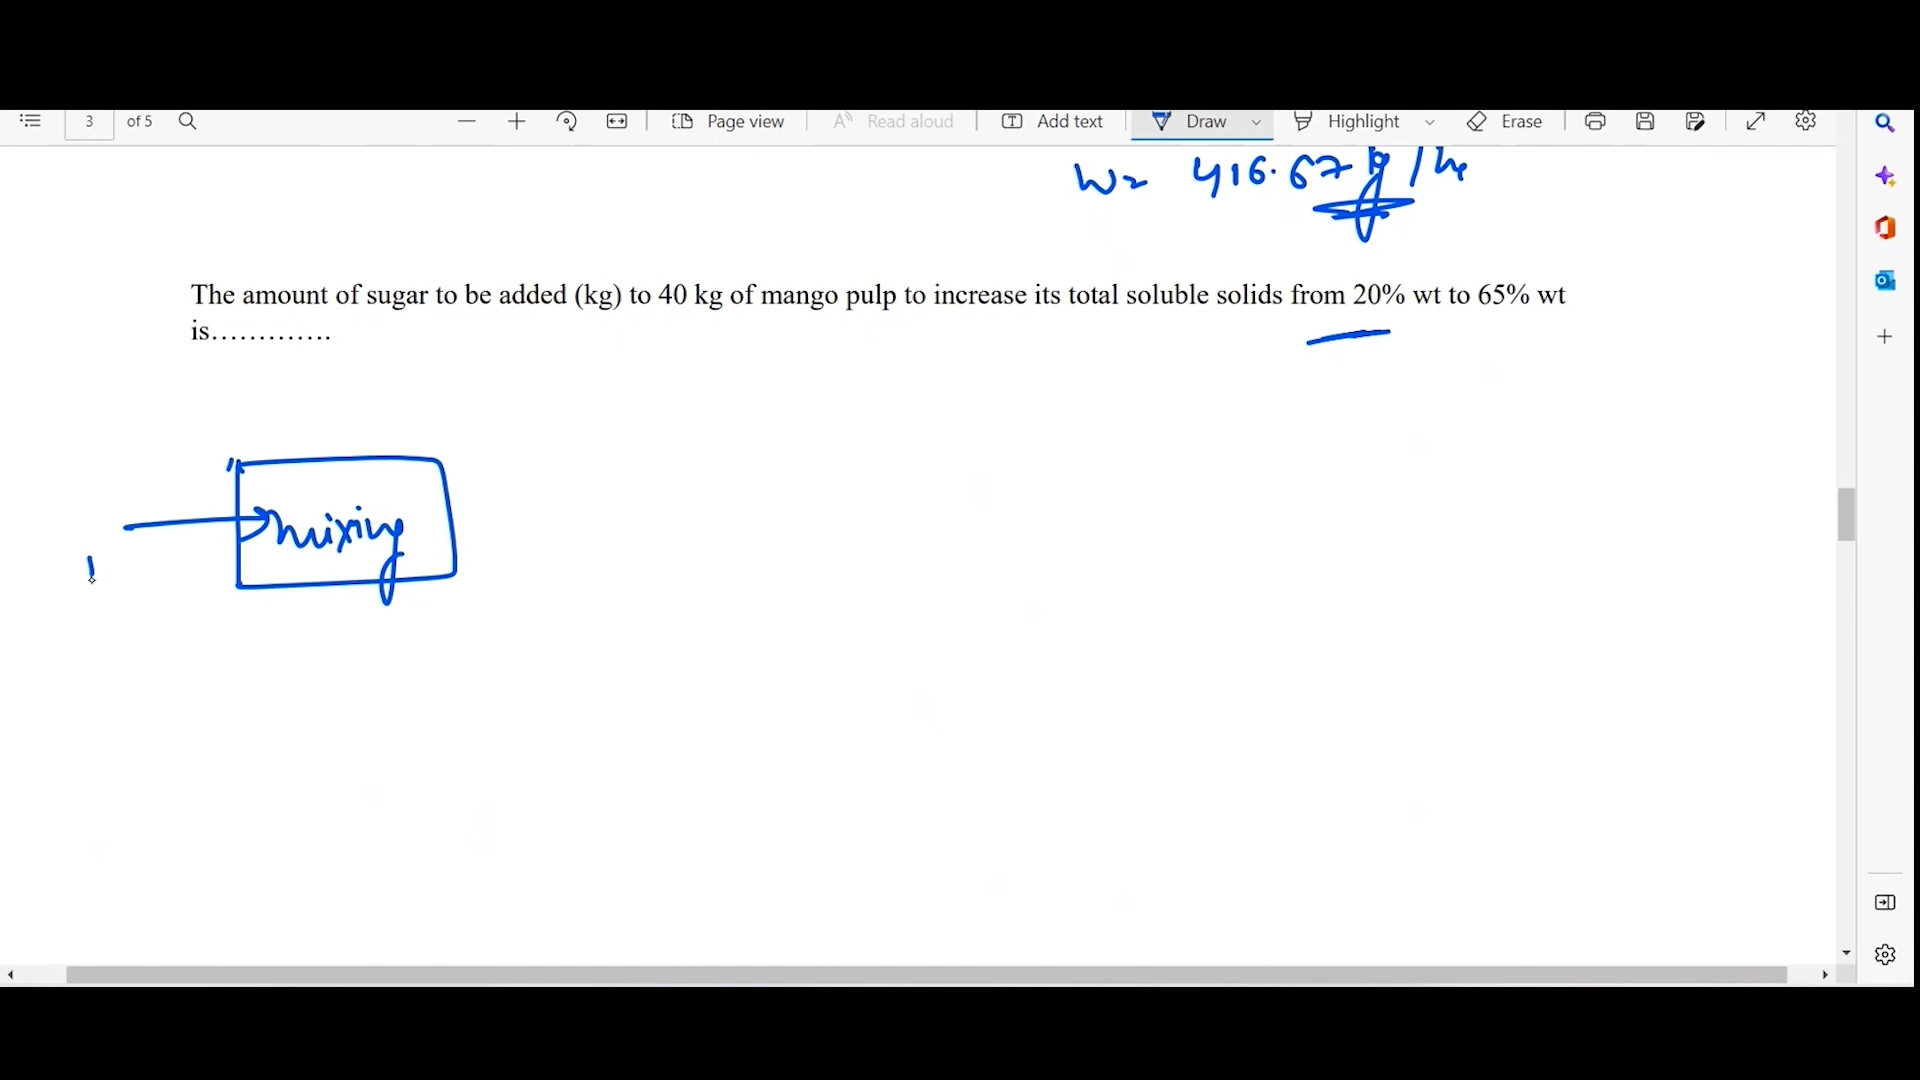 3 of 5 Page view Read aloud Add text Draw Highlight Erase
W= 416.67 kg/hr
The amount of sugar to be added (kg) to 40 kg of mango pulp to increase its total soluble solids from 20% wt to 65% wt
is.............
mixing